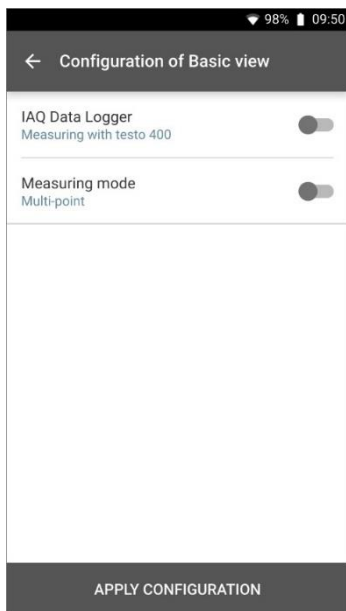 98% 09:50
Configuration of Basic view
IAQ Data Logger
Measuring with testo 400
Measuring mode
Multi-point
APPLY CONFIGURATION